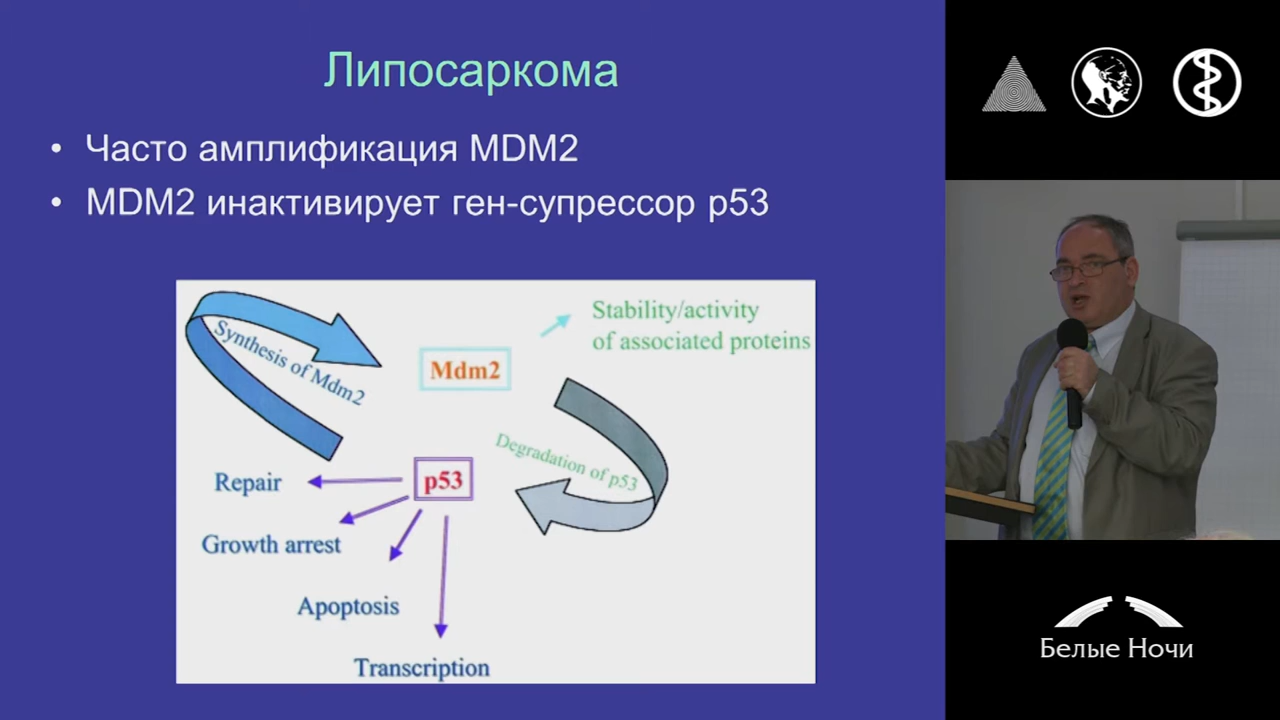 Липосаркома
• Часто амплификация MDM2
• MDM2 инактивирует ген-супрессор p53
Synthesis of Mdm2
Mdm2
Stability/activity
of associated proteins
Degradation of p53
p53
Repair
Growth arrest
Apoptosis
Transcription
Белые Ночи